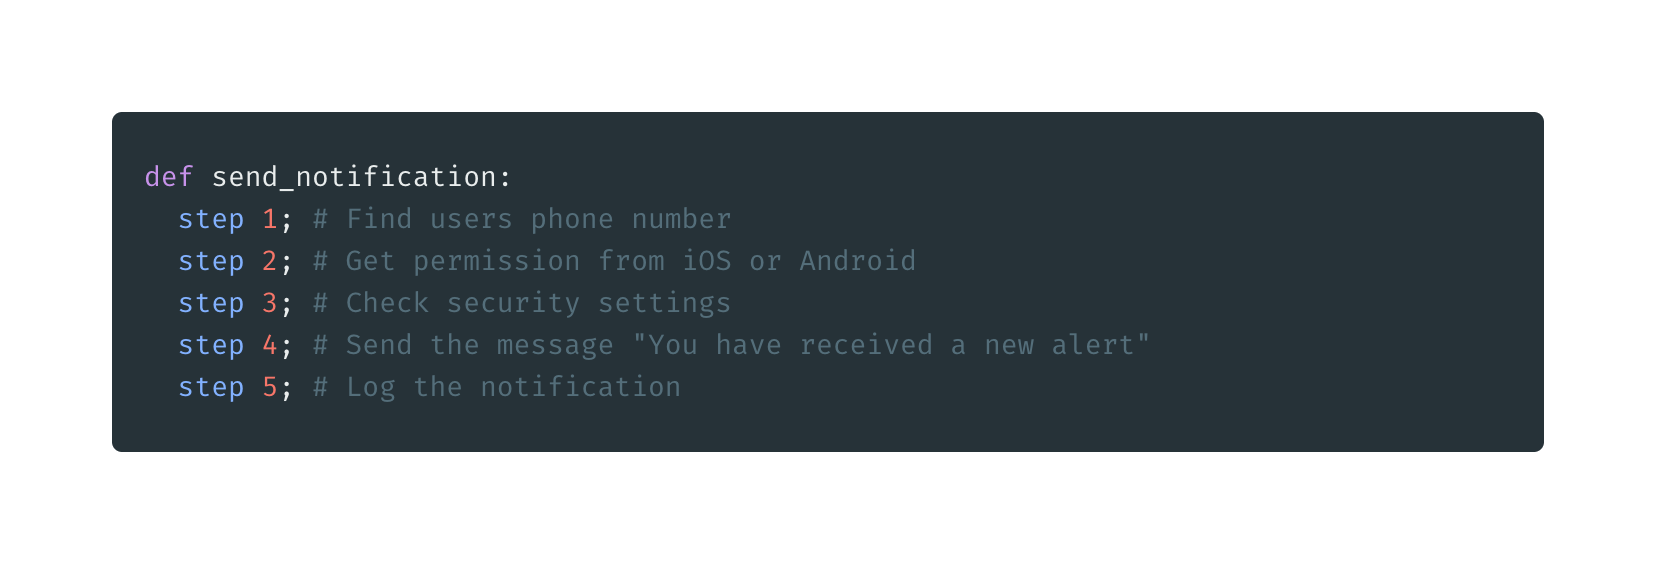 def send_notification:
  step 1; # Find users phone number
  step 2; # Get permission from iOS or Android
  step 3; # Check security settings
  step 4; # Send the message "You have received a new alert"
  step 5; # Log the notification